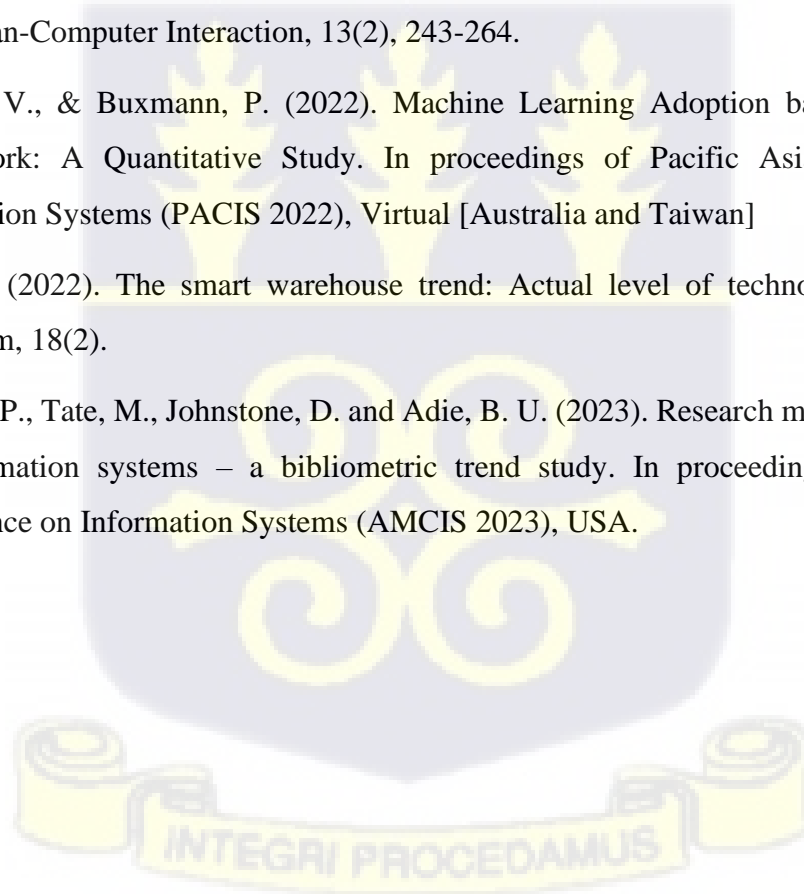 an-Computer Interaction, 13(2), 243-264.
V., & Buxmann, P. (2022). Machine Learning Adoption ba
ork: A Quantitative Study. In proceedings of Pacific Asi
ion Systems (PACIS 2022), Virtual [Australia and Taiwan]
(2022). The smart warehouse trend: Actual level of techno
m, 18(2).
P., Tate, M., Johnstone, D. and Adie, B. U. (2023). Research m
mation systems – a bibliometric trend study. In proceeding
nce on Information Systems (AMCIS 2023), USA.
INTEGRI PROCEDAMUS